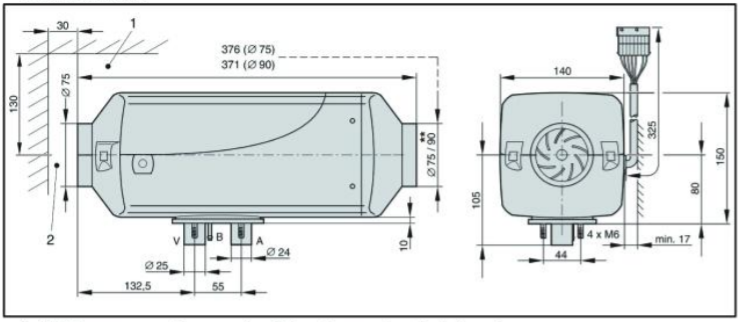 1
30
376 (Ø 75)
371 (Ø 90)
Ø 75
130
**
Ø 75 / 90
2
V
B
A
10
Ø 24
Ø 25
132,5
55
140
325
150
105
80
4 x M6
min. 17
44